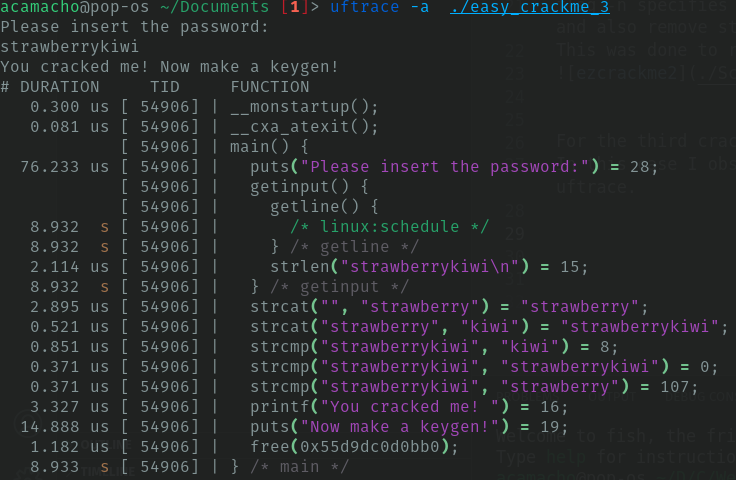 acamacho@pop-os ~/Documents [1]> uftrace -a  ./easy_crackme_3
Please insert the password:
strawberrykiwi
You cracked me! Now make a keygen!
# DURATION     TID     FUNCTION
   0.300 us [ 54906] | __monstartup();
   0.081 us [ 54906] | __cxa_atexit();
            [ 54906] | main() {
  76.233 us [ 54906] |   puts("Please insert the password:") = 28;
            [ 54906] |   getinput() {
            [ 54906] |     getline() {
   8.932  s [ 54906] |       /* linux:schedule */
   8.932  s [ 54906] |     } /* getline */
   2.114 us [ 54906] |     strlen("strawberrykiwi\n") = 15;
   8.932  s [ 54906] |   } /* getinput */
   2.895 us [ 54906] |   strcat("", "strawberry") = "strawberry";
   0.521 us [ 54906] |   strcat("strawberry", "kiwi") = "strawberrykiwi";
   0.851 us [ 54906] |   strcmp("strawberrykiwi", "kiwi") = 8;
   0.371 us [ 54906] |   strcmp("strawberrykiwi", "strawberrykiwi") = 0;
   0.371 us [ 54906] |   strcmp("strawberrykiwi", "strawberry") = 107;
   3.327 us [ 54906] |   printf("You cracked me! ") = 16;
  14.888 us [ 54906] |   puts("Now make a keygen!") = 19;
   1.182 us [ 54906] |   free(0x55d9dc0d0bb0);
   8.933  s [ 54906] | } /* main */